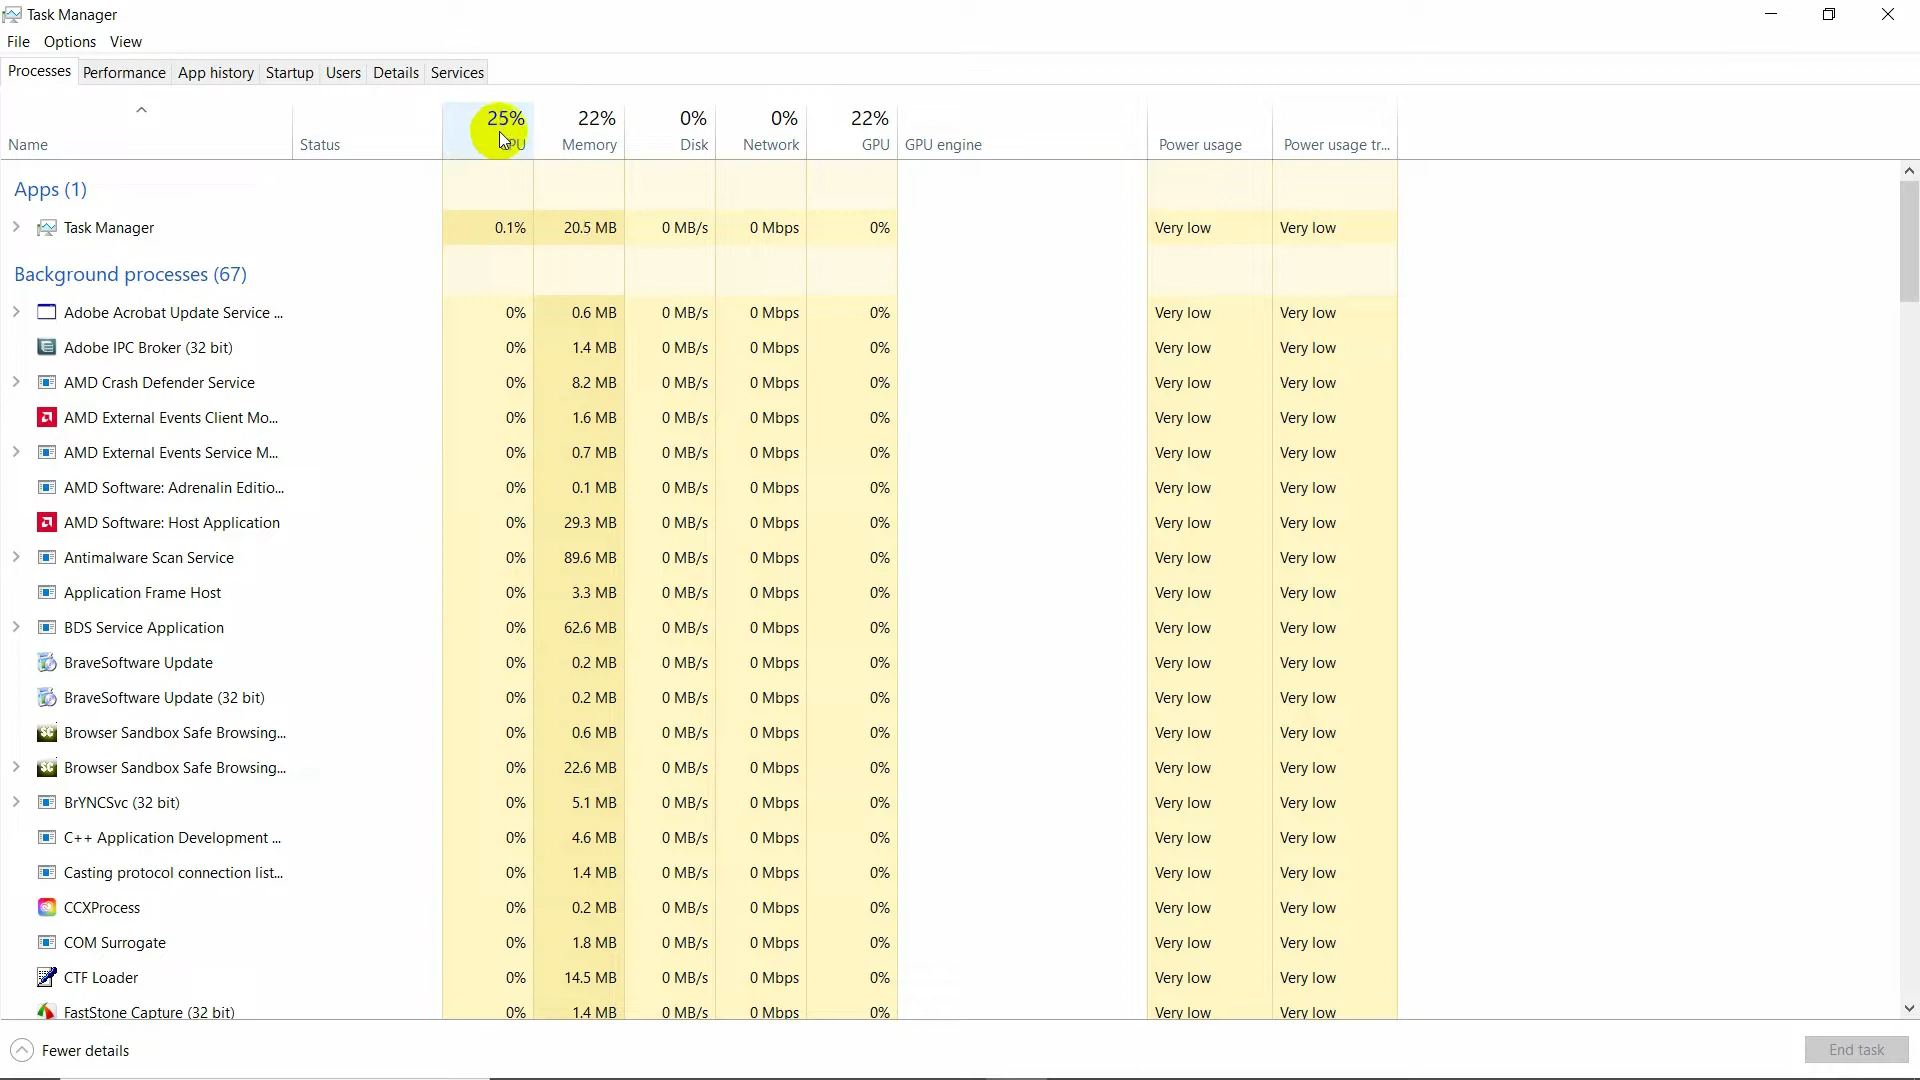 Task Manager
File Options View
Processes Performance App history Startup Users Details Services
25% 22% 0% 0% 22%
Name Status CPU Memory Disk Network GPU GPU engine Power usage Power usage tr...
Apps (1)
Task Manager 0.1% 20.5 MB 0 MB/s 0 Mbps 0% Very low Very low
Background processes (67)
Adobe Acrobat Update Service ... 0% 0.6 MB 0 MB/s 0 Mbps 0% Very low Very low
Adobe IPC Broker (32 bit) 0% 1.4 MB 0 MB/s 0 Mbps 0% Very low Very low
AMD Crash Defender Service 0% 8.2 MB 0 MB/s 0 Mbps 0% Very low Very low
AMD External Events Client Mo... 0% 1.6 MB 0 MB/s 0 Mbps 0% Very low Very low
AMD External Events Service M... 0% 0.7 MB 0 MB/s 0 Mbps 0% Very low Very low
AMD Software: Adrenalin Editio... 0% 0.1 MB 0 MB/s 0 Mbps 0% Very low Very low
AMD Software: Host Application 0% 29.3 MB 0 MB/s 0 Mbps 0% Very low Very low
Antimalware Scan Service 0% 89.6 MB 0 MB/s 0 Mbps 0% Very low Very low
Application Frame Host 0% 3.3 MB 0 MB/s 0 Mbps 0% Very low Very low
BDS Service Application 0% 62.6 MB 0 MB/s 0 Mbps 0% Very low Very low
BraveSoftware Update 0% 0.2 MB 0 MB/s 0 Mbps 0% Very low Very low
BraveSoftware Update (32 bit) 0% 0.2 MB 0 MB/s 0 Mbps 0% Very low Very low
Browser Sandbox Safe Browsing... 0% 0.6 MB 0 MB/s 0 Mbps 0% Very low Very low
Browser Sandbox Safe Browsing... 0% 22.6 MB 0 MB/s 0 Mbps 0% Very low Very low
BrYNCSvc (32 bit) 0% 5.1 MB 0 MB/s 0 Mbps 0% Very low Very low
C++ Application Development ... 0% 4.6 MB 0 MB/s 0 Mbps 0% Very low Very low
Casting protocol connection list... 0% 1.4 MB 0 MB/s 0 Mbps 0% Very low Very low
CCXProcess 0% 0.2 MB 0 MB/s 0 Mbps 0% Very low Very low
COM Surrogate 0% 1.8 MB 0 MB/s 0 Mbps 0% Very low Very low
CTF Loader 0% 14.5 MB 0 MB/s 0 Mbps 0% Very low Very low
FastStone Capture (32 bit) 0% 1.4 MB 0 MB/s 0 Mbps 0% Very low Very low
Fewer details End task